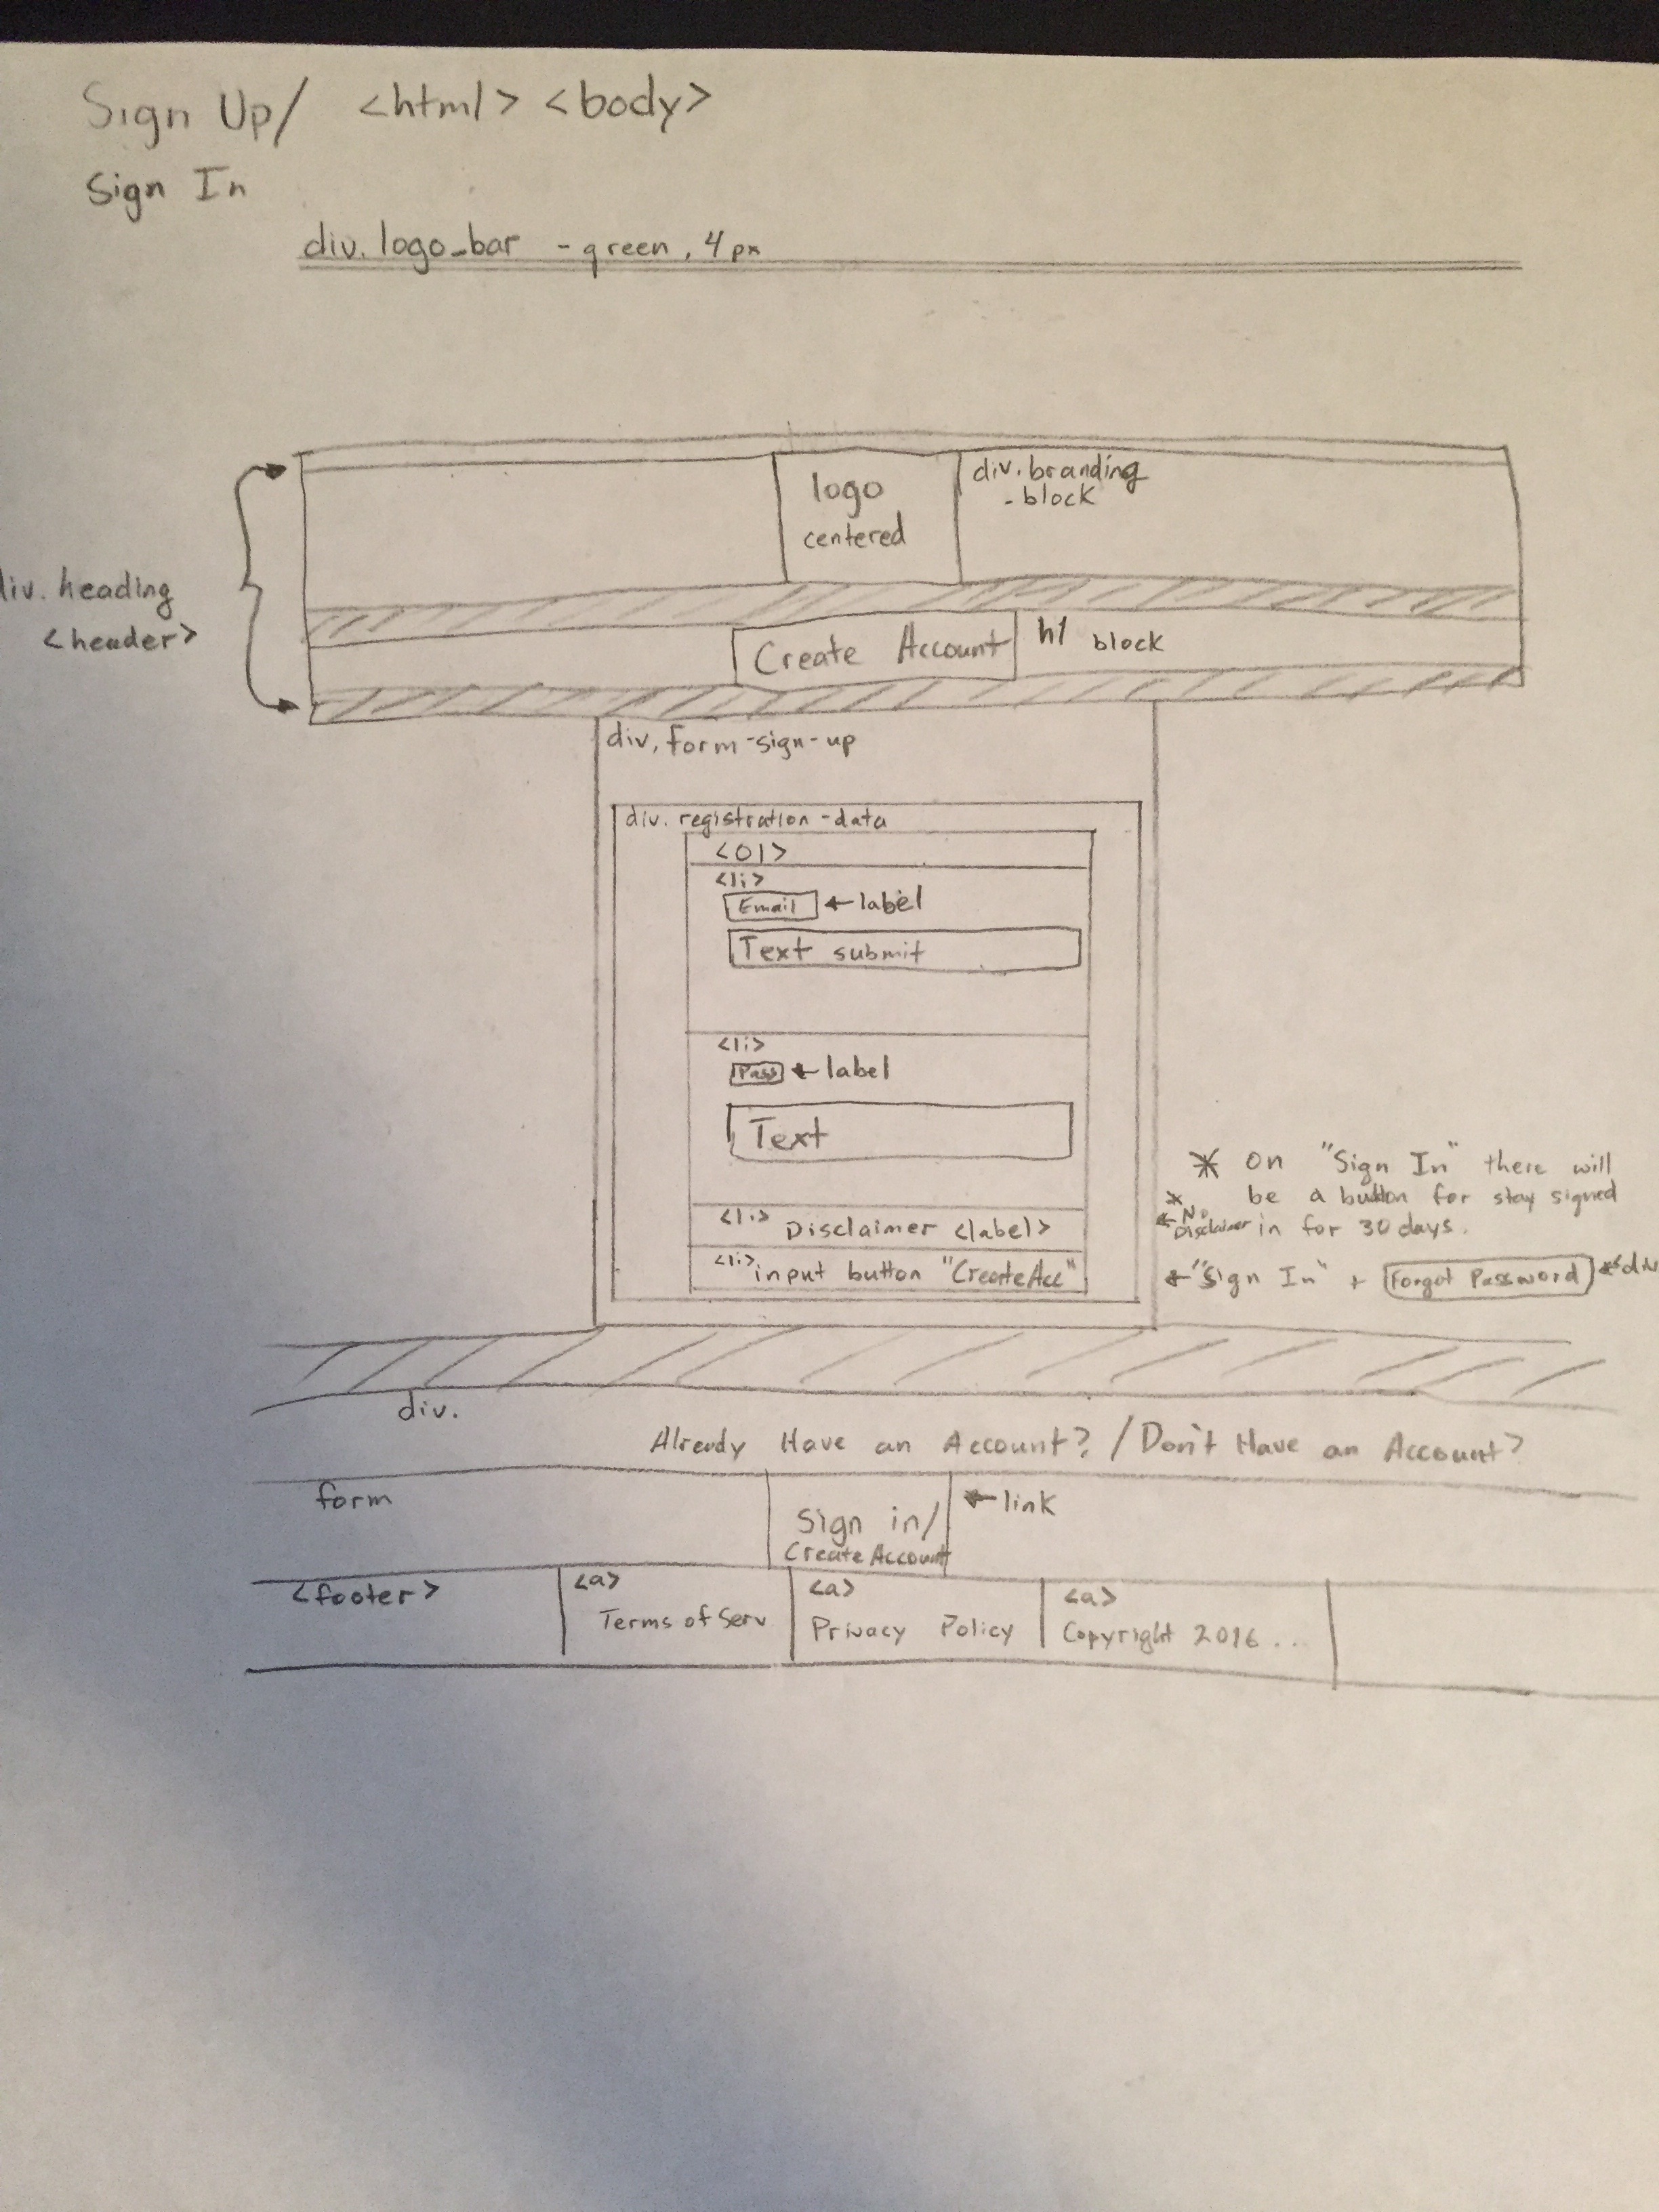 Sign Up/ <html> <body>
Sign In
div. logo_bar - green, 4px
logo
centered
div. branding
- block
div. heading
<header>
Create Account
h1 block
div. form-sign-up
div. registration-data
<ol>
<li>
Email ← label
Text submit
<li>
Pass ← label
Text
<li> Disclaimer <label>
<li> input button "CreateAcc"
* on "Sign In" there will
be a button for stay signed
in for 30 days.
* No
← Disclaimer
← "Sign In" + Forgot Password ← div
div.
Already Have an Account? / Don't Have an Account?
form
Sign in/
Create Account
← link
<footer>
<a>
Terms of Serv
<a>
Privacy Policy
<a>
Copyright 2016 ...